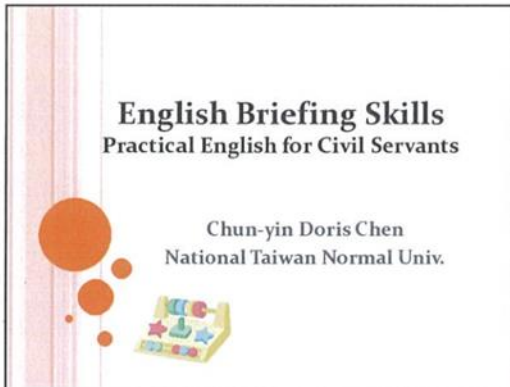 English Briefing Skills
Practical English for Civil Servants
Chun-yin Doris Chen
National Taiwan Normal Univ.